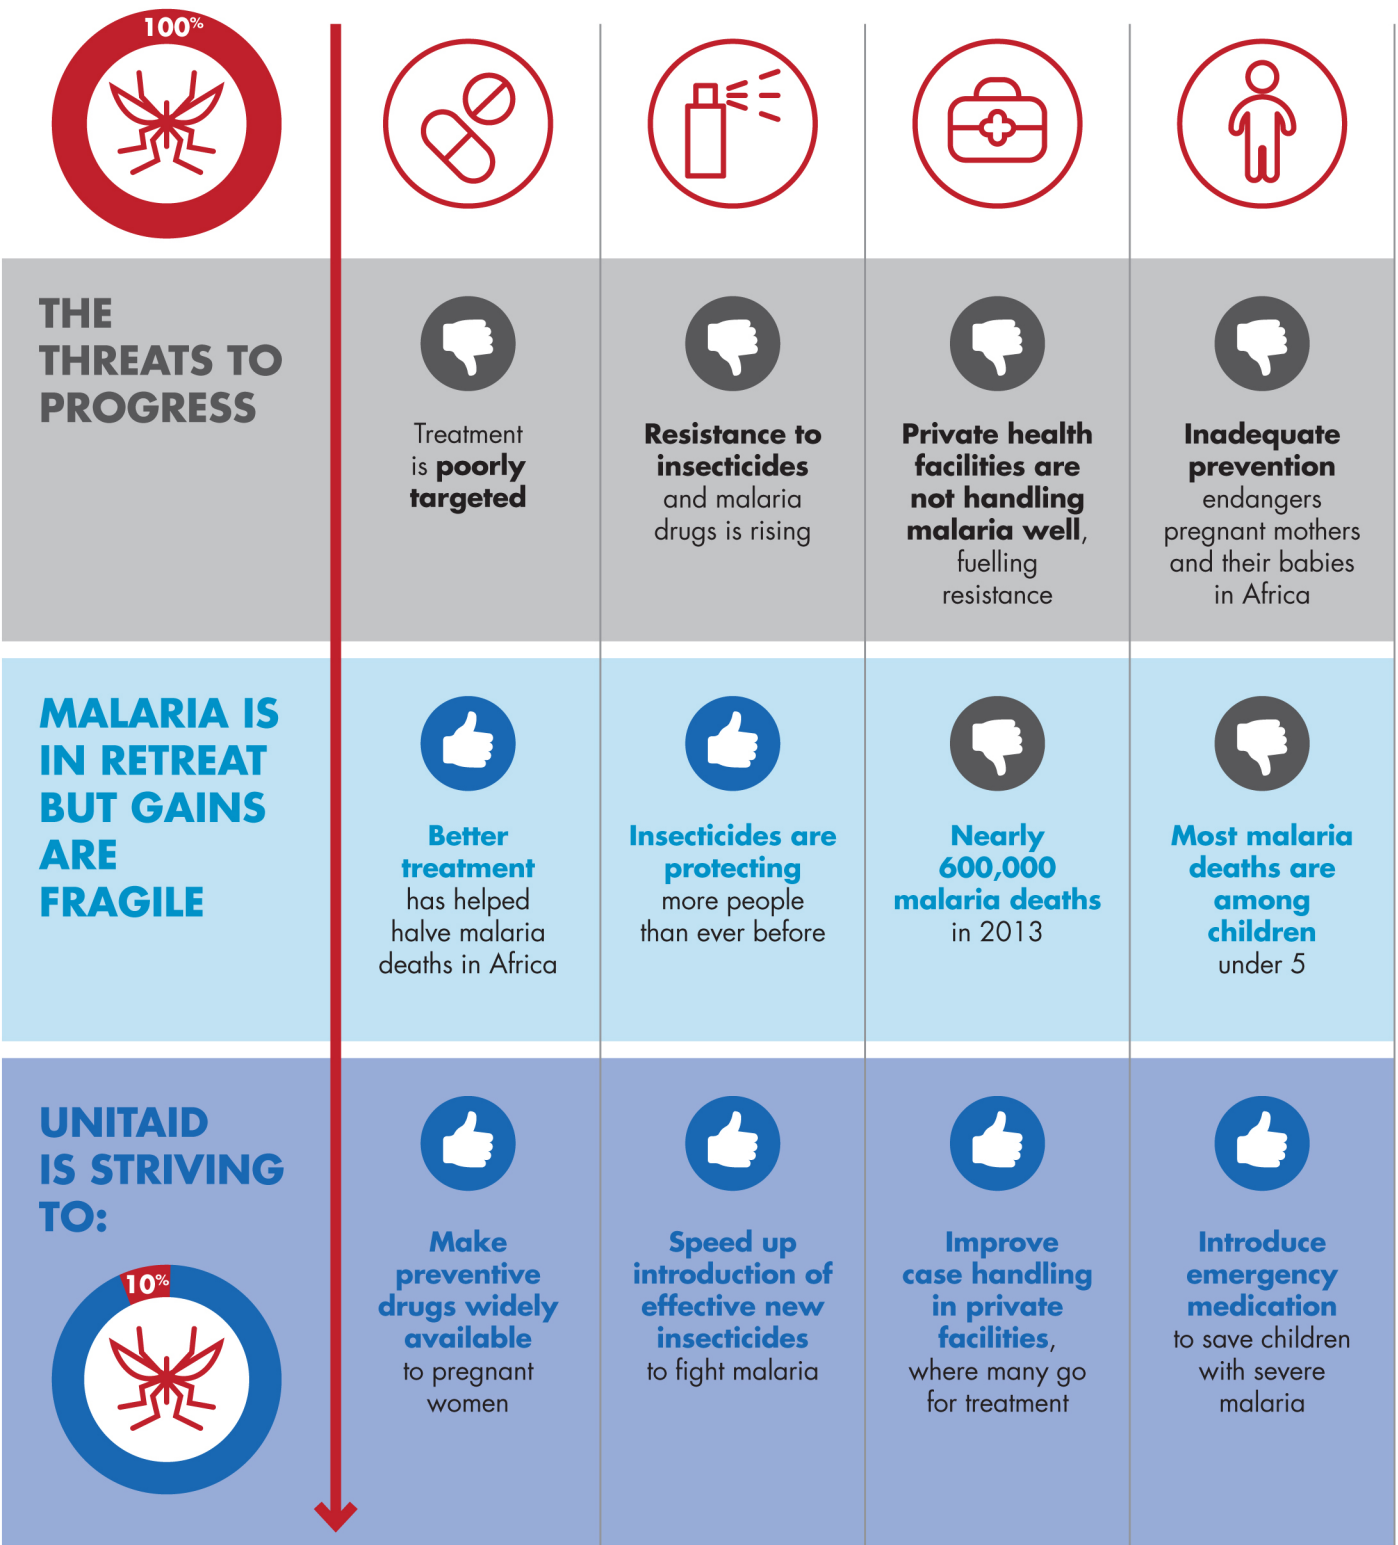 100%
THE
THREATS TO
PROGRESS
Treatment
is poorly
targeted
Resistance to
insecticides
and malaria
drugs is rising
Private health
facilities are
not handling
malaria well,
fuelling
resistance
Inadequate
prevention
endangers
pregnant mothers
and their babies
in Africa
MALARIA IS
IN RETREAT
BUT GAINS
ARE
FRAGILE
Better
treatment
has helped
halve malaria
deaths in Africa
Insecticides are
protecting
more people
than ever before
Nearly
600,000
malaria deaths
in 2013
Most malaria
deaths are
among
children
under 5
UNITAID
IS STRIVING
TO:
10%
Make
preventive
drugs widely
available
to pregnant
women
Speed up
introduction of
effective new
insecticides
to fight malaria
Improve
case handling
in private
facilities,
where many go
for treatment
Introduce
emergency
medication
to save children
with severe
malaria